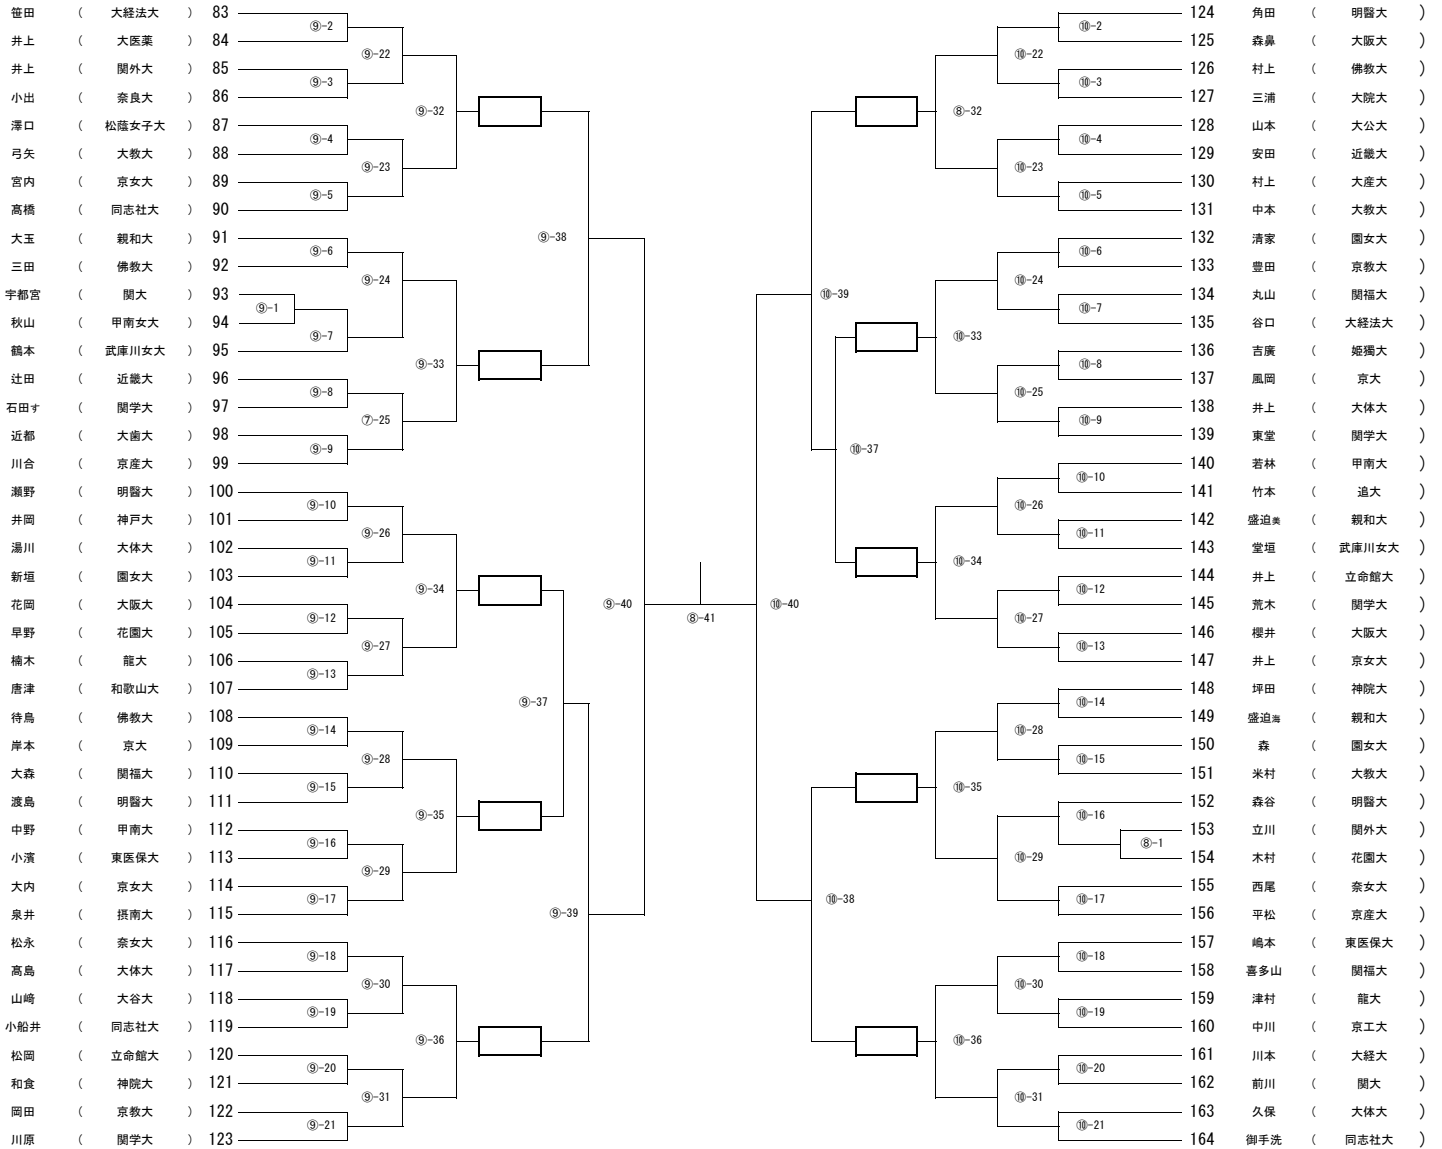 笹田 ( 大経法大 ) 83
井上 ( 大医薬 ) 84
井上 ( 関外大 ) 85
小出 ( 奈良大 ) 86
澤口 ( 松蔭女子大 ) 87
弓矢 ( 大教大 ) 88
宮内 ( 京女大 ) 89
髙橋 ( 同志社大 ) 90
大玉 ( 親和大 ) 91
三田 ( 佛教大 ) 92
宇都宮 ( 関大 ) 93
秋山 ( 甲南女大 ) 94
鶴本 ( 武庫川女大 ) 95
辻田 ( 近畿大 ) 96
石田す ( 関学大 ) 97
近都 ( 大歯大 ) 98
川合 ( 京産大 ) 99
瀬野 ( 明醫大 ) 100
井岡 ( 神戸大 ) 101
湯川 ( 大体大 ) 102
新垣 ( 園女大 ) 103
花岡 ( 大阪大 ) 104
早野 ( 花園大 ) 105
楠木 ( 龍大 ) 106
唐津 ( 和歌山大 ) 107
待鳥 ( 佛教大 ) 108
岸本 ( 京大 ) 109
大森 ( 関福大 ) 110
渡島 ( 明醫大 ) 111
中野 ( 甲南大 ) 112
小濱 ( 東医保大 ) 113
大内 ( 京女大 ) 114
泉井 ( 摂南大 ) 115
松永 ( 奈女大 ) 116
髙島 ( 大体大 ) 117
山﨑 ( 大谷大 ) 118
小船井 ( 同志社大 ) 119
松岡 ( 立命館大 ) 120
和食 ( 神院大 ) 121
岡田 ( 京教大 ) 122
川原 ( 関学大 ) 123
⑨-1
⑨-2
⑨-3
⑨-4
⑨-5
⑨-6
⑨-7
⑨-8
⑨-9
⑨-10
⑨-11
⑨-12
⑨-13
⑨-14
⑨-15
⑨-16
⑨-17
⑨-18
⑨-19
⑨-20
⑨-21
⑨-22
⑨-23
⑨-24
⑦-25
⑨-26
⑨-27
⑨-28
⑨-29
⑨-30
⑨-31
⑨-32
⑨-33
⑨-34
⑨-35
⑨-36
⑨-38
⑨-37
⑨-39
⑨-40
⑧-41
⑩-40
⑩-39
⑩-37
⑩-38
⑧-32
⑩-33
⑩-34
⑩-35
⑩-36
⑩-22
⑩-23
⑩-24
⑩-25
⑩-26
⑩-27
⑩-28
⑩-29
⑩-30
⑩-31
⑩-2
⑩-3
⑩-4
⑩-5
⑩-6
⑩-7
⑩-8
⑩-9
⑩-10
⑩-11
⑩-12
⑩-13
⑩-14
⑩-15
⑩-16
⑧-1
⑩-17
⑩-18
⑩-19
⑩-20
⑩-21
124 角田 ( 明醫大 )
125 森鼻 ( 大阪大 )
126 村上 ( 佛教大 )
127 三浦 ( 大院大 )
128 山本 ( 大公大 )
129 安田 ( 近畿大 )
130 村上 ( 大産大 )
131 中本 ( 大教大 )
132 清家 ( 園女大 )
133 豊田 ( 京教大 )
134 丸山 ( 関福大 )
135 谷口 ( 大経法大 )
136 吉廣 ( 姫獨大 )
137 風岡 ( 京大 )
138 井上 ( 大体大 )
139 東堂 ( 関学大 )
140 若林 ( 甲南大 )
141 竹本 ( 追大 )
142 盛迫美 ( 親和大 )
143 堂垣 ( 武庫川女大 )
144 井上 ( 立命館大 )
145 荒木 ( 関学大 )
146 櫻井 ( 大阪大 )
147 井上 ( 京女大 )
148 坪田 ( 神院大 )
149 盛迫海 ( 親和大 )
150 森 ( 園女大 )
151 米村 ( 大教大 )
152 森谷 ( 明醫大 )
153 立川 ( 関外大 )
154 木村 ( 花園大 )
155 西尾 ( 奈女大 )
156 平松 ( 京産大 )
157 嶋本 ( 東医保大 )
158 喜多山 ( 関福大 )
159 津村 ( 龍大 )
160 中川 ( 京工大 )
161 川本 ( 大経大 )
162 前川 ( 関大 )
163 久保 ( 大体大 )
164 御手洗 ( 同志社大 )